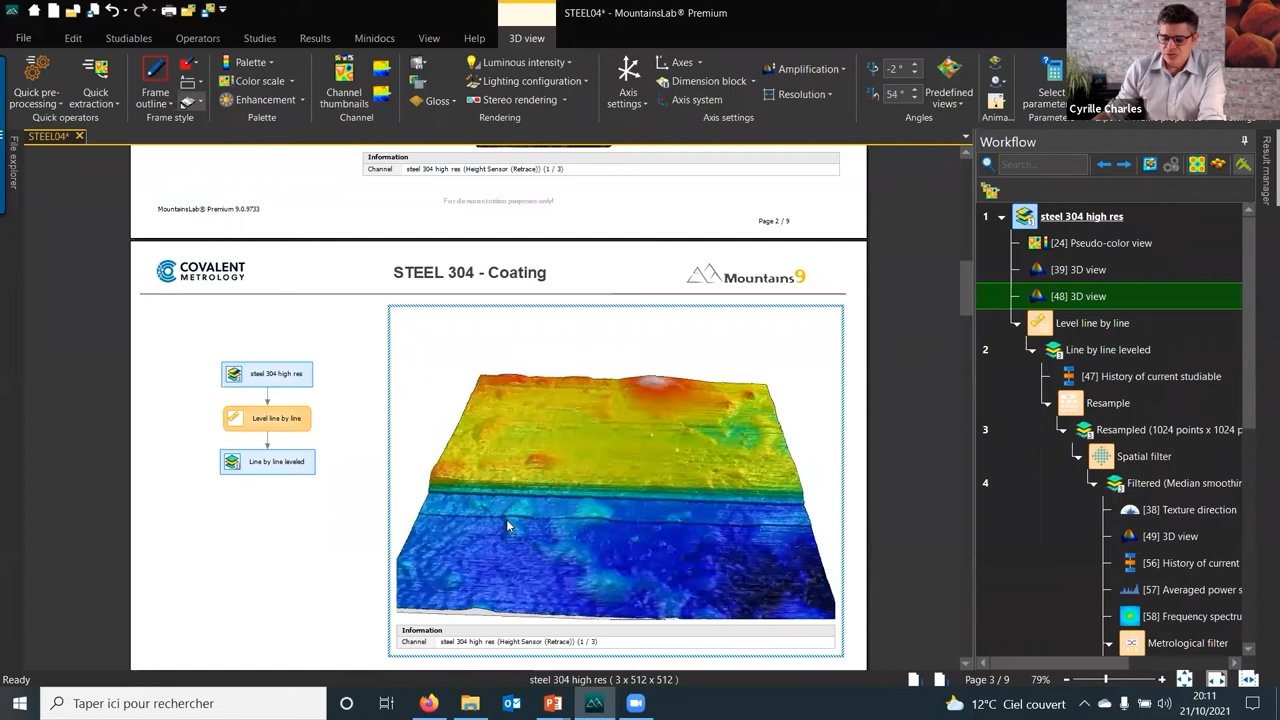 STEEL04* - MountainsLab® Premium
File Edit Studiables Operators Studies Results Minidocs View Help 3D view
Quick pre-processing
Quick extraction
Quick operators
Frame outline
Frame style
Palette
Color scale
Enhancement
Palette
Channel thumbnails
Channel
Gloss
Luminous intensity
Lighting configuration
Stereo rendering
Rendering
Axes settings
Axes
Dimension block
Axis system
Settings
Amplification
Resolution
-2 °
54 °
Predefined views
Angles
Cyrille Charles
STEEL04*
File explorer
Information
Channel steel 304 high res (Height Sensor (Retrace)) (1 / 3)
For demonstration purposes only!
MountainsLab® Premium 9.0.9733
Page 2 / 9
COVALENT
METROLOGY
STEEL 304 - Coating
Mountains9
steel 304 high res
Level line by line
Line by line leveled
Information
Channel steel 304 high res (Height Sensor (Retrace)) (1 / 3)
Workflow
Search...
Result manager
1 steel 304 high res
[24] Pseudo-color view
[39] 3D view
[48] 3D view
Level line by line
2 Line by line leveled
[47] History of current studiable
Resample
3 Resampled (1024 points x 1024 p
Spatial filter
4 Filtered (Median smoothin
[38] Texture direction
[49] 3D view
[56] History of current
[57] Averaged power s
[58] Frequency spectru
Metrological filter
Ready
steel 304 high res ( 3 x 512 x 512 )
Page 3 / 9 79%
Taper ici pour rechercher
12°C Ciel couvert
20:11
21/10/2021